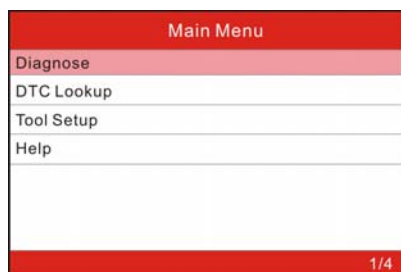 Main Menu
Diagnose
DTC Lookup
Tool Setup
Help
1/4